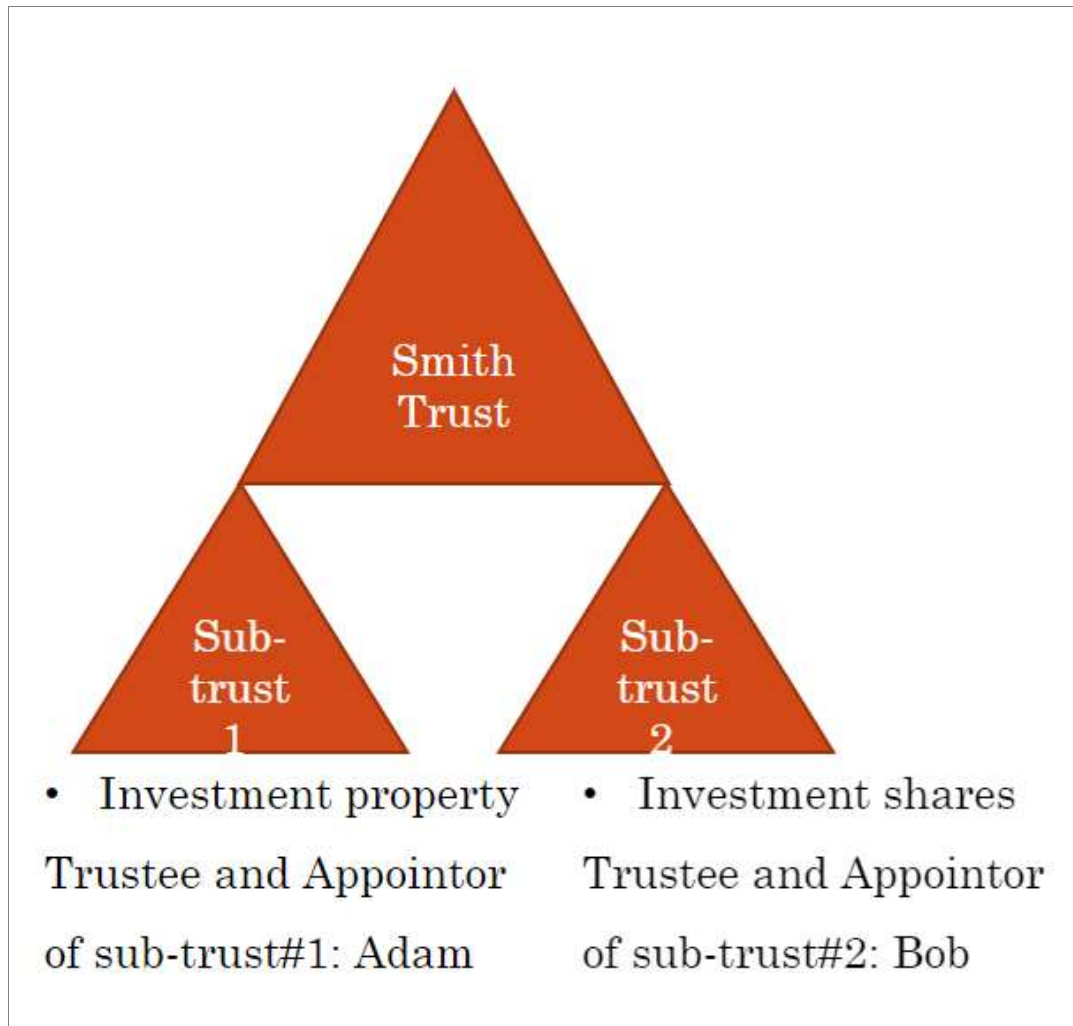 Smith
Trust
Sub-
trust
1
Sub-
trust
2
• Investment property
Trustee and Appointor
of sub-trust#1: Adam
• Investment shares
Trustee and Appointor
of sub-trust#2: Bob